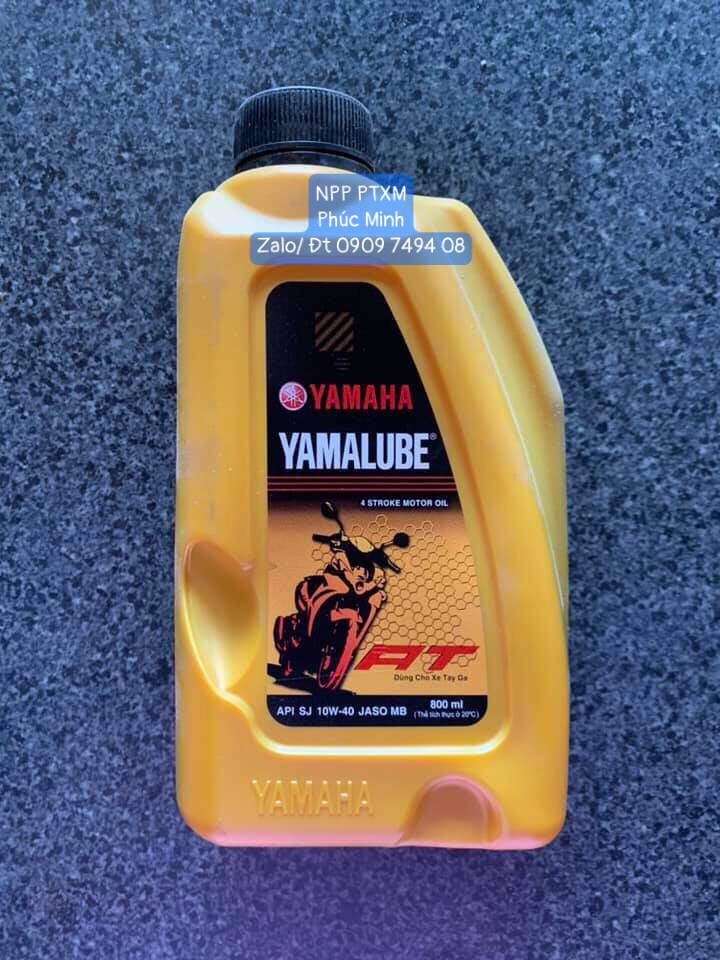 NPP PTXM
Phúc Minh
Zalo/ Đt 0909 7494 08
YAMAHA
YAMALUBE®
4 STROKE MOTOR OIL
AT
Dùng Cho Xe Tay Ga
API SJ 10W-40 JASO MB
800 ml
(Thể tích thực ở 20°C)
YAMAHA